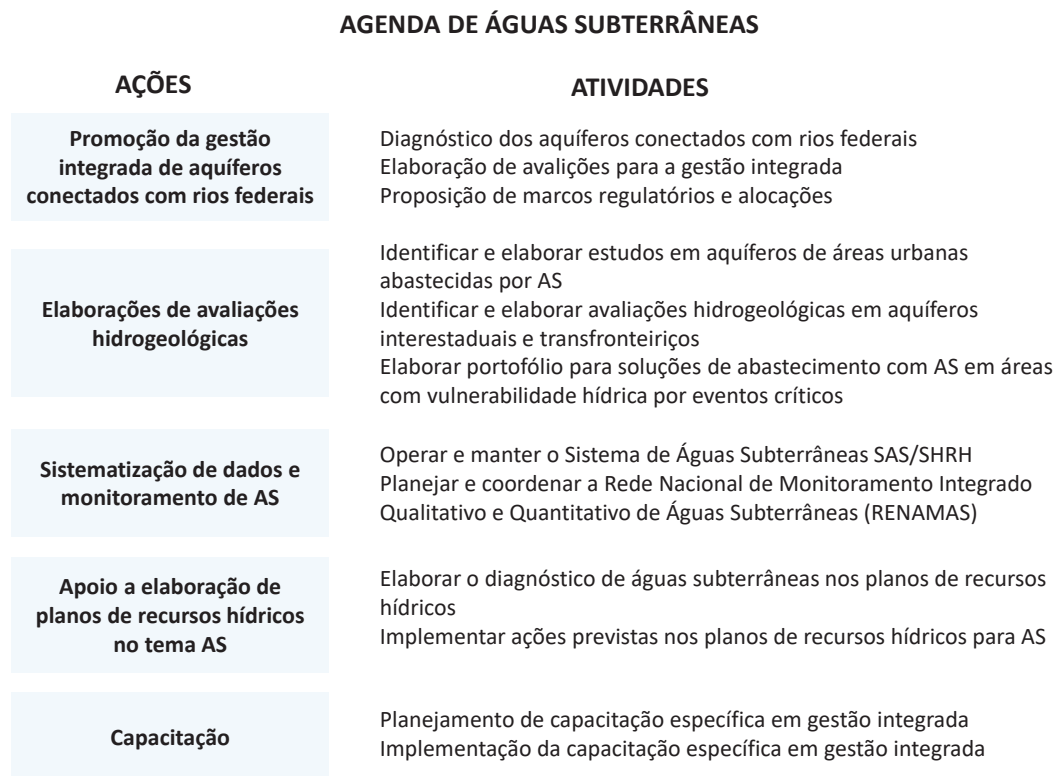 AGENDA DE ÁGUAS SUBTERRÂNEAS
AÇÕES
ATIVIDADES
Promoção da gestão
integrada de aquíferos
conectados com rios federais
Diagnóstico dos aquíferos conectados com rios federais
Elaboração de avalições para a gestão integrada
Proposição de marcos regulatórios e alocações
Elaborações de avaliações
hidrogeológicas
Identificar e elaborar estudos em aquíferos de áreas urbanas
abastecidas por AS
Identificar e elaborar avaliações hidrogeológicas em aquíferos
interestaduais e transfronteiriços
Elaborar portofólio para soluções de abastecimento com AS em áreas
com vulnerabilidade hídrica por eventos críticos
Sistematização de dados e
monitoramento de AS
Operar e manter o Sistema de Águas Subterrâneas SAS/SHRH
Planejar e coordenar a Rede Nacional de Monitoramento Integrado
Qualitativo e Quantitativo de Águas Subterrâneas (RENAMAS)
Apoio a elaboração de
planos de recursos hídricos
no tema AS
Elaborar o diagnóstico de águas subterrâneas nos planos de recursos
hídricos
Implementar ações previstas nos planos de recursos hídricos para AS
Capacitação
Planejamento de capacitação específica em gestão integrada
Implementação da capacitação específica em gestão integrada